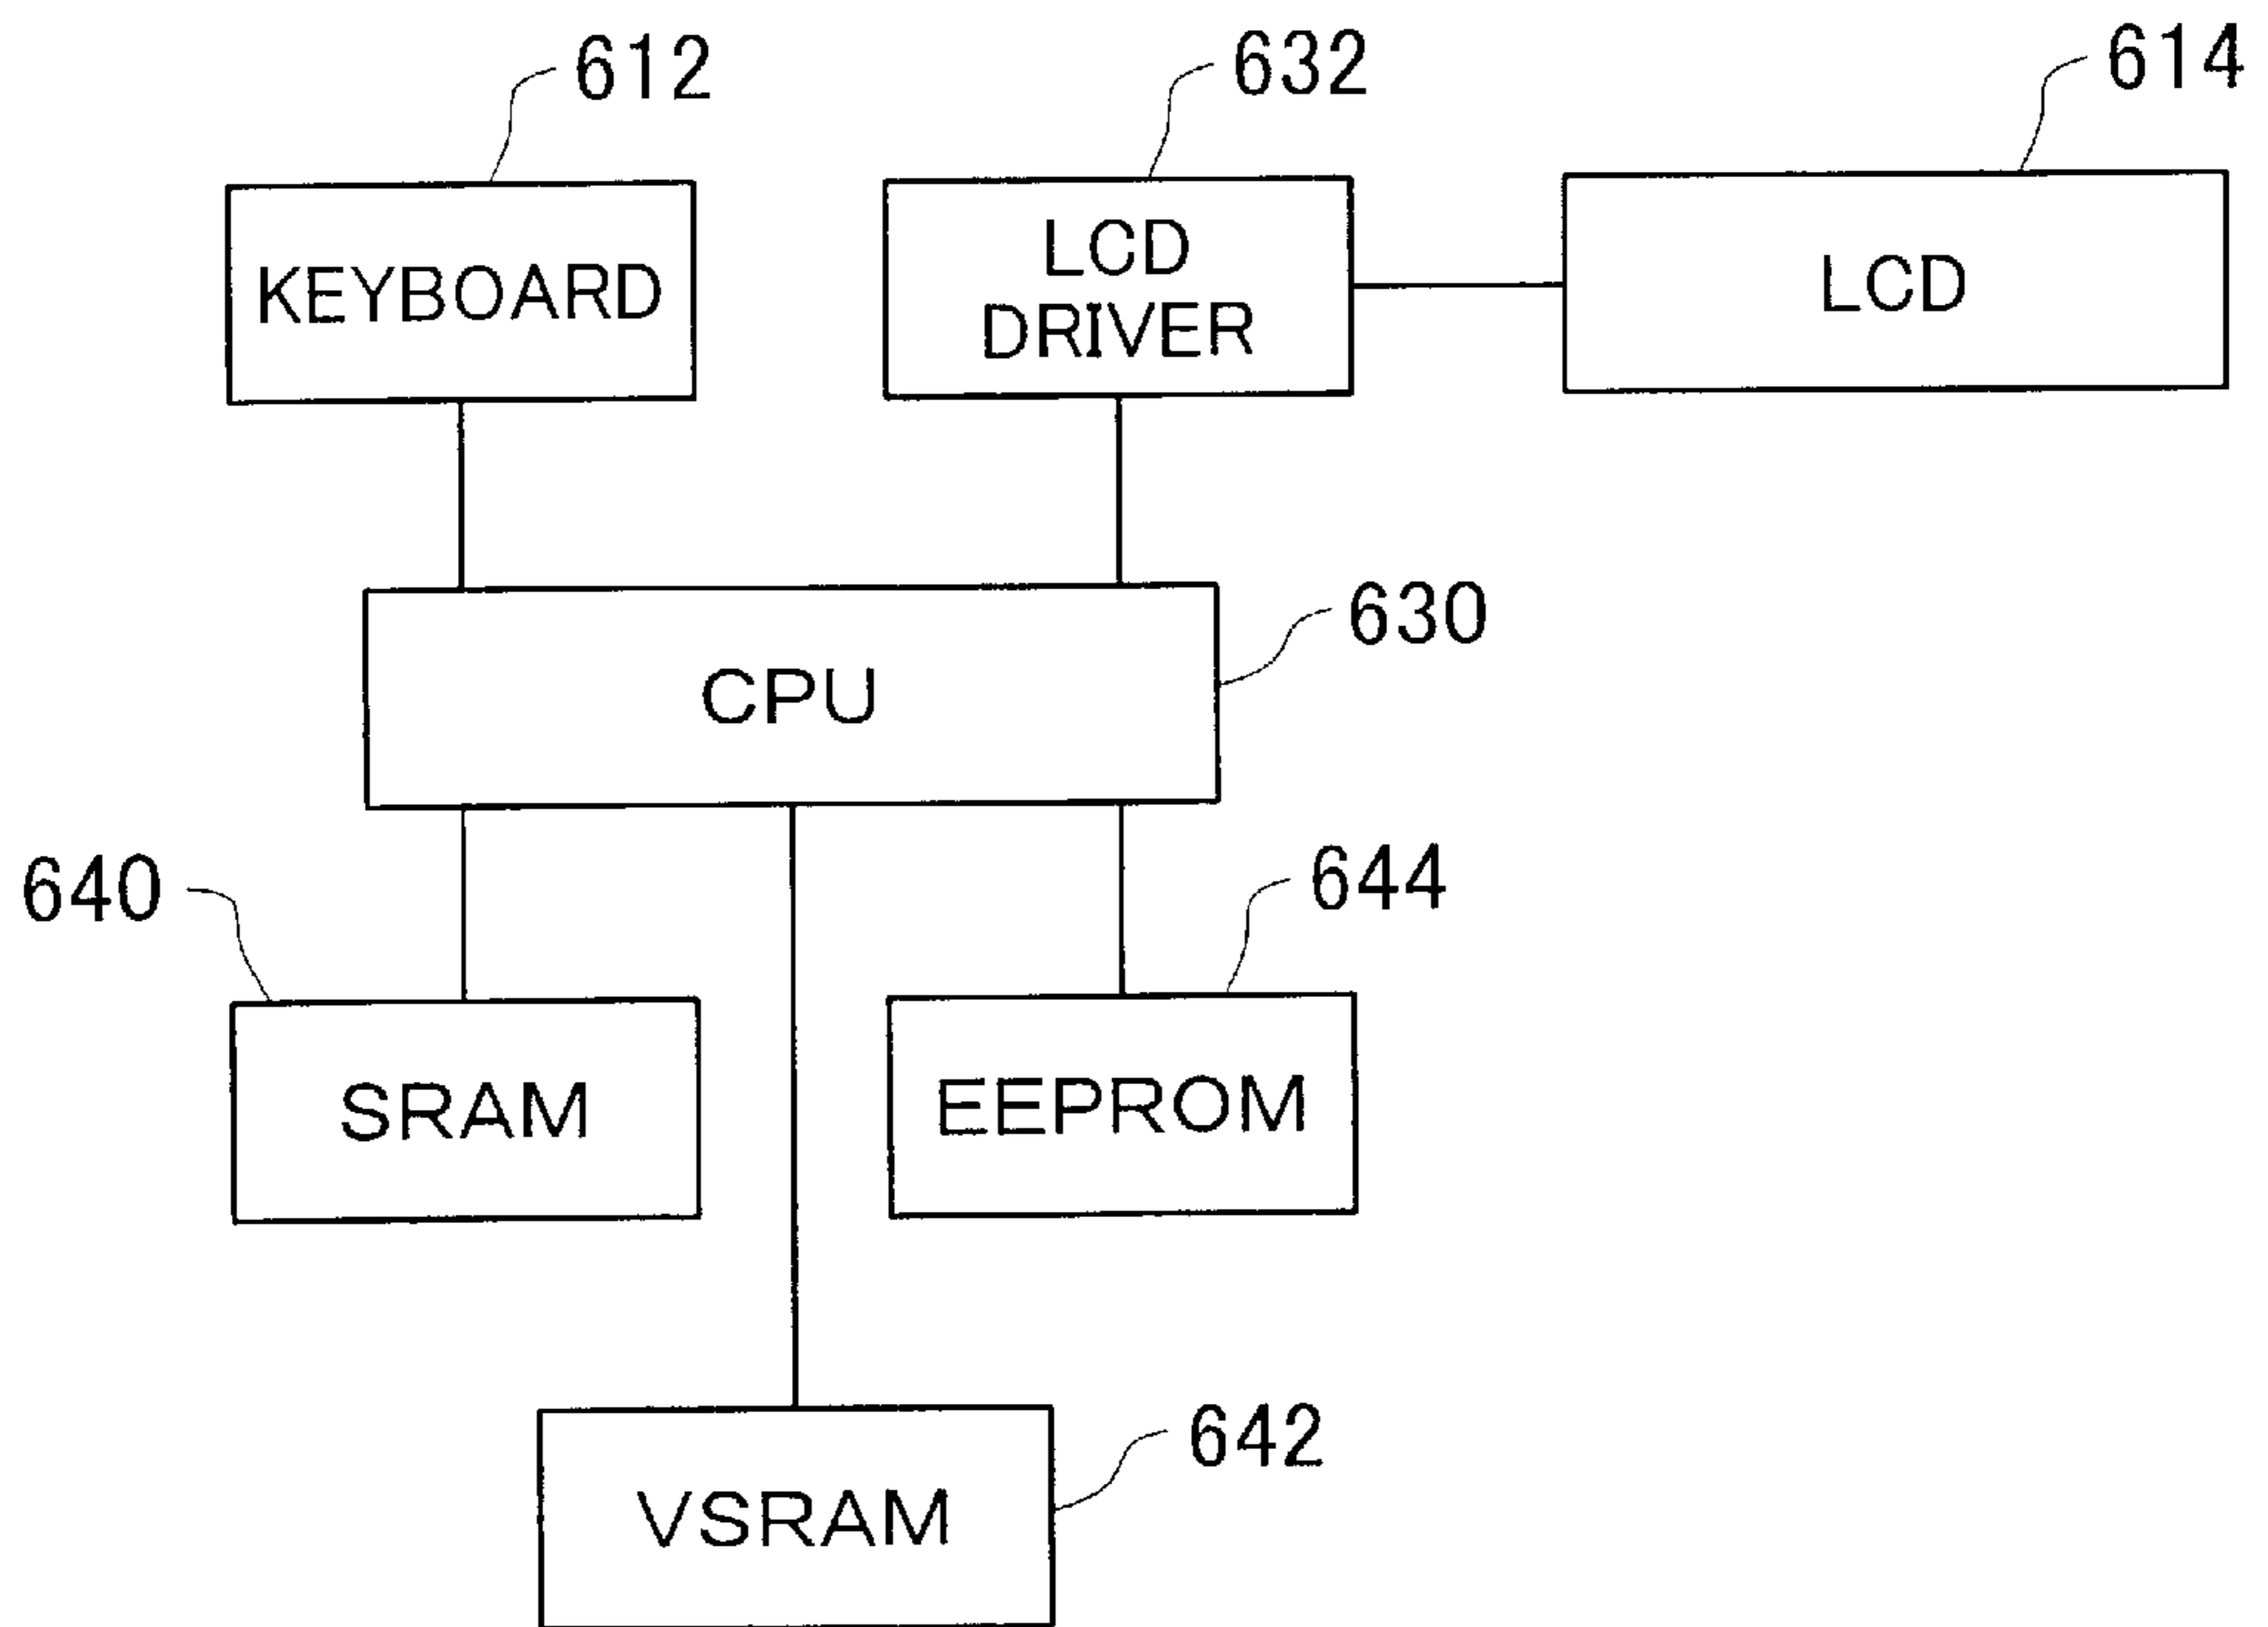 612
632
614
KEYBOARD
LCD
DRIVER
LCD
630
CPU
640
644
SRAM
EEPROM
642
VSRAM